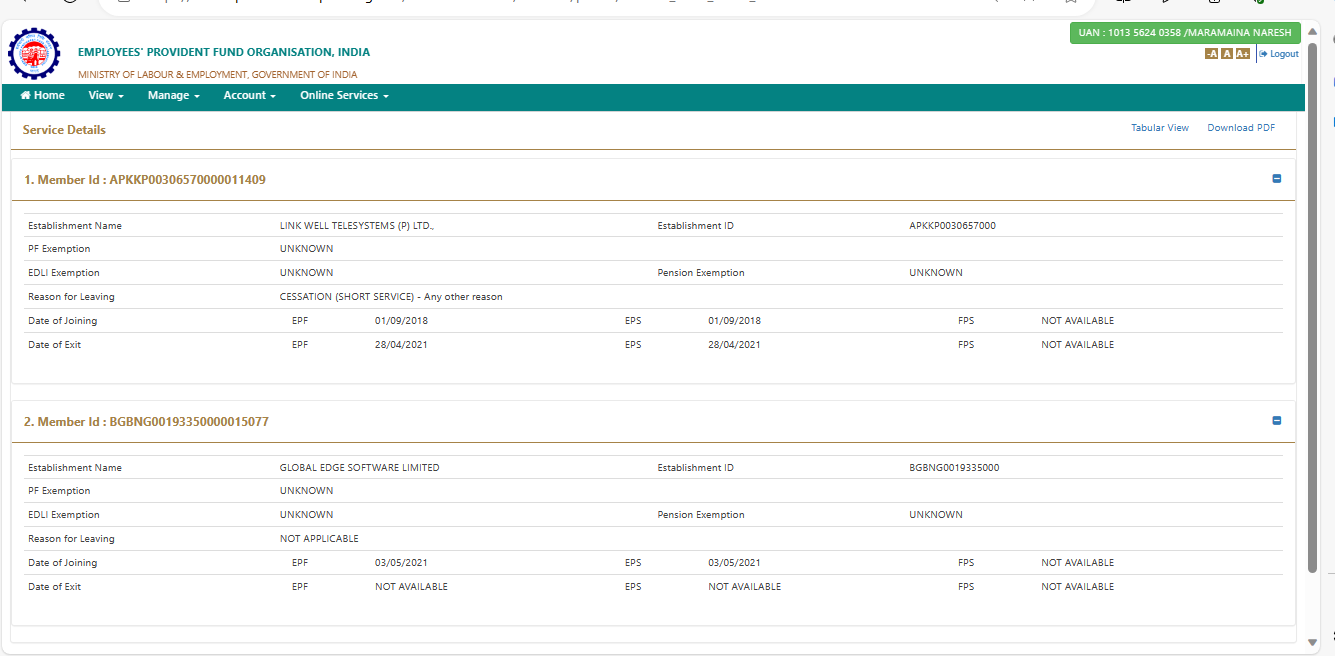 UAN : 1013 5624 0358 /MARAMAINA NARESH
EMPLOYEES' PROVIDENT FUND ORGANISATION, INDIA
-A A A+ Logout
MINISTRY OF LABOUR & EMPLOYMENT, GOVERNMENT OF INDIA
Home View Manage Account Online Services
Service Details Tabular View Download PDF
1. Member Id : APKKP00306570000011409
Establishment Name LINK WELL TELESYSTEMS (P) LTD., Establishment ID APKKP0030657000
PF Exemption UNKNOWN
EDLI Exemption UNKNOWN Pension Exemption UNKNOWN
Reason for Leaving CESSATION (SHORT SERVICE) - Any other reason
Date of Joining EPF 01/09/2018 EPS 01/09/2018 FPS NOT AVAILABLE
Date of Exit EPF 28/04/2021 EPS 28/04/2021 FPS NOT AVAILABLE
2. Member Id : BGBNG00193350000015077
Establishment Name GLOBAL EDGE SOFTWARE LIMITED Establishment ID BGBNG0019335000
PF Exemption UNKNOWN
EDLI Exemption UNKNOWN Pension Exemption UNKNOWN
Reason for Leaving NOT APPLICABLE
Date of Joining EPF 03/05/2021 EPS 03/05/2021 FPS NOT AVAILABLE
Date of Exit EPF NOT AVAILABLE EPS NOT AVAILABLE FPS NOT AVAILABLE